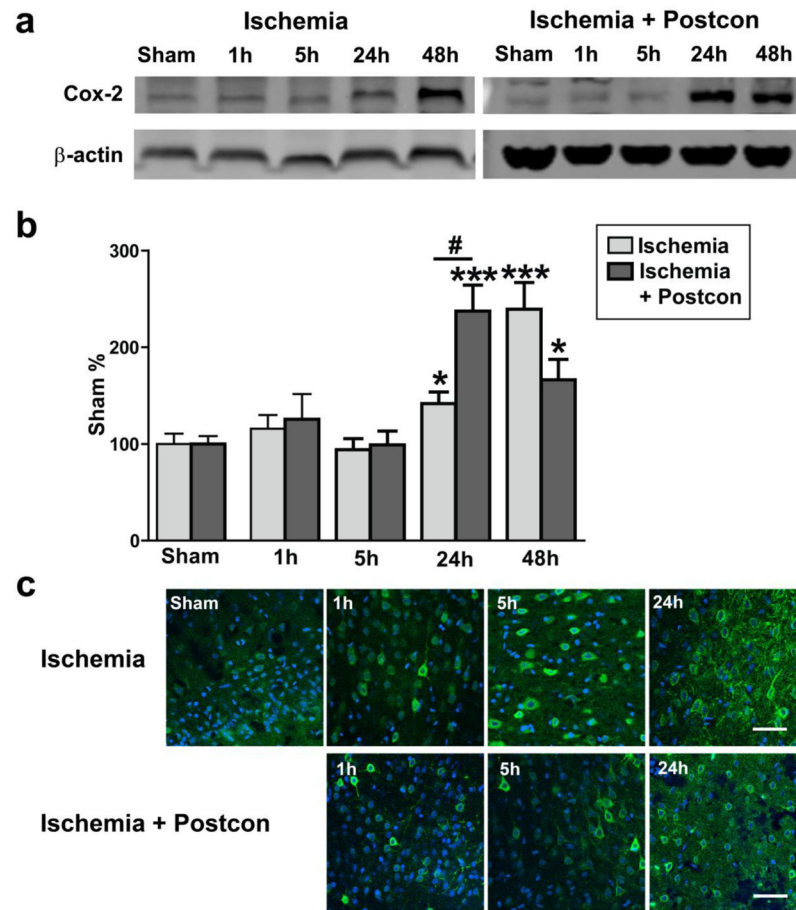 a
Ischemia
Ischemia + Postcon
Sham 1h 5h 24h 48h
Sham 1h 5h 24h 48h
Cox-2
β-actin
b
Ischemia
Ischemia
+ Postcon
300
200
100
0
Sham %
#
*** ***
* *
Sham 1h 5h 24h 48h
c
Ischemia
Sham 1h 5h 24h
Ischemia + Postcon
1h 5h 24h